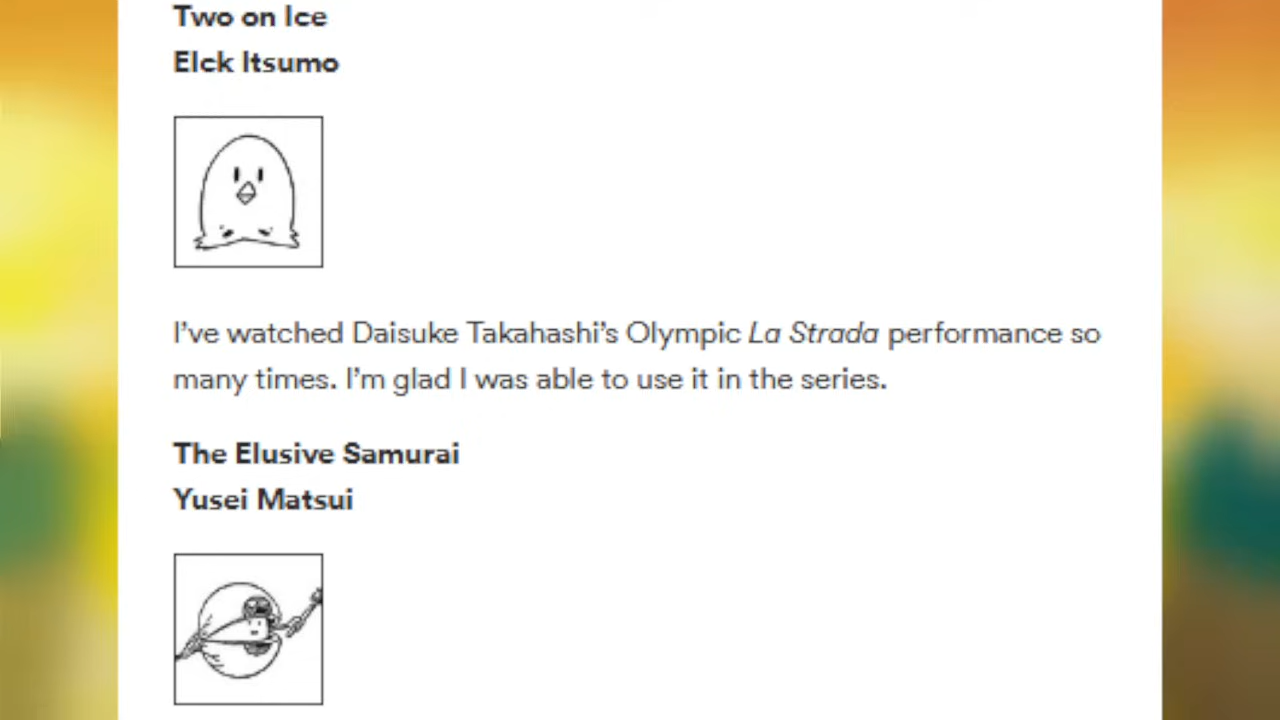 Two on Ice
Elck Itsumo
I've watched Daisuke Takahashi's Olympic La Strada performance so
many times. I'm glad I was able to use it in the series.
The Elusive Samurai
Yusei Matsui